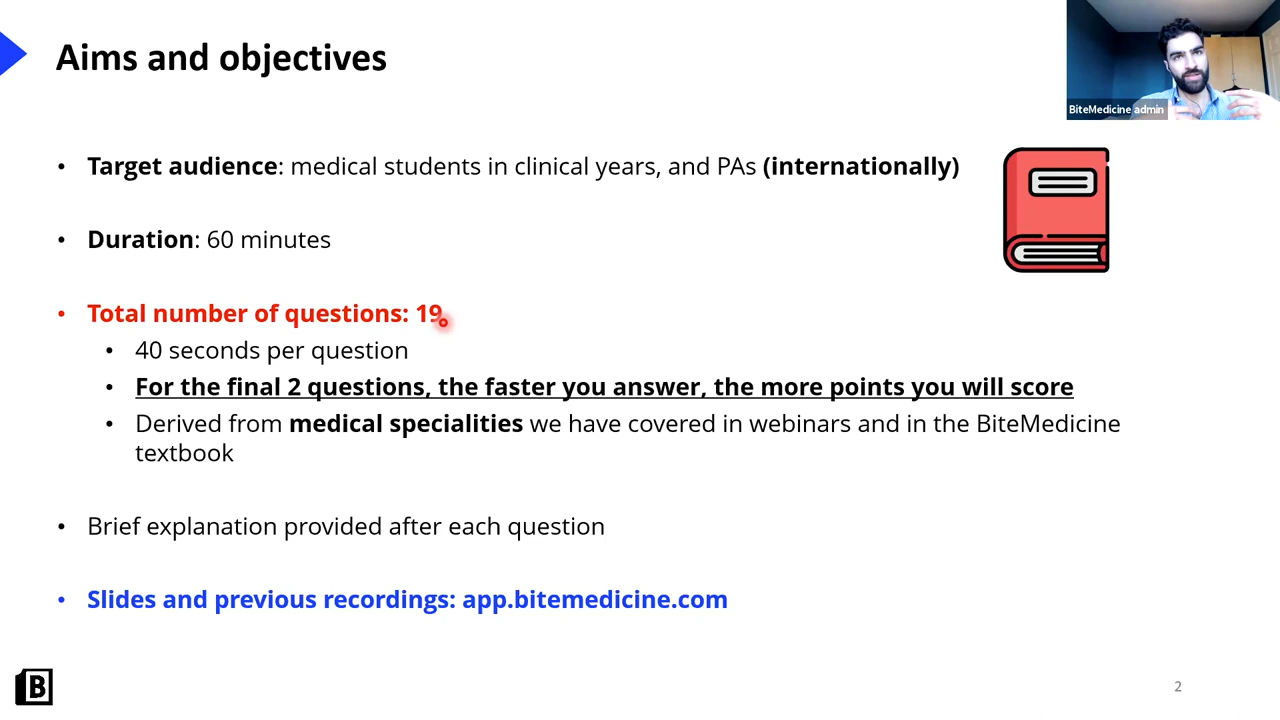 Aims and objectives
BiteMedicine admin
• Target audience: medical students in clinical years, and PAs (internationally)
• Duration: 60 minutes
• Total number of questions: 19
• 40 seconds per question
• For the final 2 questions, the faster you answer, the more points you will score
• Derived from medical specialities we have covered in webinars and in the BiteMedicine
textbook
• Brief explanation provided after each question
• Slides and previous recordings: app.bitemedicine.com
B
2